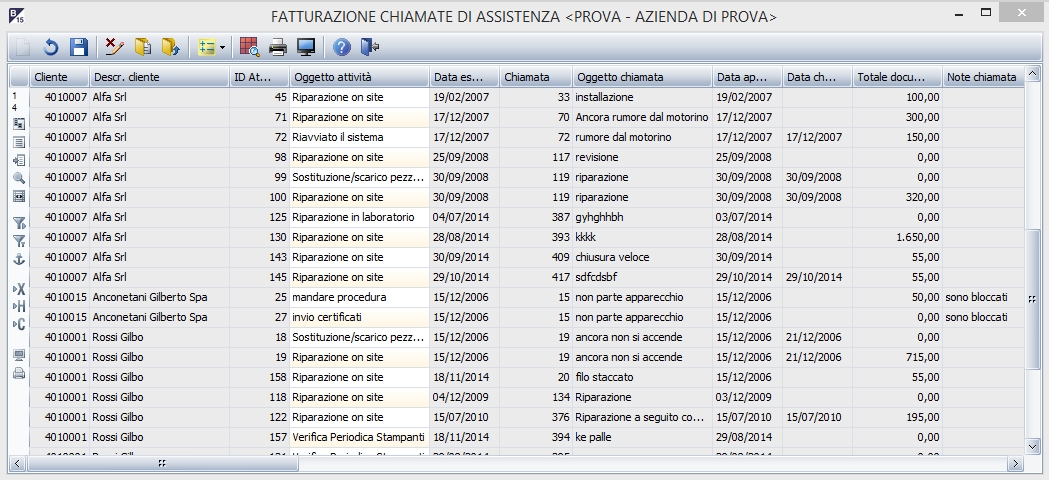 B 15
FATTURAZIONE CHIAMATE DI ASSISTENZA <PROVA - AZIENDA DI PROVA>
Cliente Descr. cliente ID At... Oggetto attività Data es... Chiamata Oggetto chiamata Data ap... Data ch... Totale docu... Note chiamata
4010007 Alfa Srl 45 Riparazione on site 19/02/2007 33 installazione 19/02/2007 100,00
4010007 Alfa Srl 71 Riparazione on site 17/12/2007 70 Ancora rumore dal motorino 17/12/2007 300,00
4010007 Alfa Srl 72 Riavviato il sistema 17/12/2007 72 rumore dal motorino 17/12/2007 17/12/2007 150,00
4010007 Alfa Srl 98 Riparazione on site 25/09/2008 117 revisione 25/09/2008 0,00
4010007 Alfa Srl 99 Sostituzione/scarico pezz... 30/09/2008 119 riparazione 30/09/2008 30/09/2008 0,00
4010007 Alfa Srl 100 Riparazione on site 30/09/2008 119 riparazione 30/09/2008 30/09/2008 320,00
4010007 Alfa Srl 125 Riparazione in laboratorio 04/07/2014 387 gyhghhbh 03/07/2014 0,00
4010007 Alfa Srl 130 Riparazione on site 28/08/2014 393 kkkk 28/08/2014 1.650,00
4010007 Alfa Srl 143 Riparazione on site 30/09/2014 409 chiusura veloce 30/09/2014 55,00
4010007 Alfa Srl 145 Riparazione on site 29/10/2014 417 sdfcdsbf 29/10/2014 29/10/2014 55,00
4010015 Anconetani Gilberto Spa 25 mandare procedura 15/12/2006 15 non parte apparecchio 15/12/2006 50,00 sono bloccati
4010015 Anconetani Gilberto Spa 27 invio certificati 15/12/2006 15 non parte apparecchio 15/12/2006 0,00 sono bloccati
4010001 Rossi Gilbo 18 Sostituzione/scarico pezz... 15/12/2006 19 ancora non si accende 15/12/2006 21/12/2006 0,00
4010001 Rossi Gilbo 19 Riparazione on site 15/12/2006 19 ancora non si accende 15/12/2006 21/12/2006 715,00
4010001 Rossi Gilbo 158 Riparazione on site 18/11/2014 20 filo staccato 15/12/2006 55,00
4010001 Rossi Gilbo 118 Riparazione on site 04/12/2009 134 Riparazione 03/12/2009 0,00
4010001 Rossi Gilbo 122 Riparazione on site 15/07/2010 376 Riparazione a seguito co... 15/07/2010 15/07/2010 195,00
4010001 Rossi Gilbo 157 Verifica Periodica Stampanti 18/11/2014 394 ke palle 29/08/2014 0,00
1
4
X
H
C